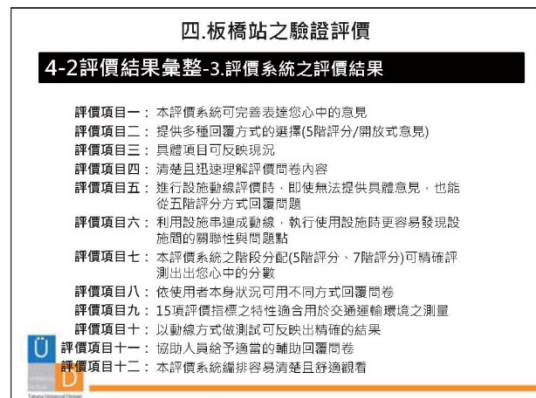 四.板橋站之驗證評價
4-2評價結果彙整-3.評價系統之評價結果
評價項目一：本評價系統可完善表達您心中的意見
評價項目二：提供多種回覆方式的選擇(5階評分/開放式意見)
評價項目三：具體項目可反映現況
評價項目四：清楚且迅速理解評價問卷內容
評價項目五：進行設施動線評價時，即使無法提供具體意見，也能
從五階評分方式回覆問題
評價項目六：利用設施串連成動線，執行使用設施時更容易發現設
施間的關聯性與問題點
評價項目七：本評價系統之階段分配(5階評分、7階評分)可精確評
測出出您心中的分數
評價項目八：依使用者本身狀況可用不同方式回覆問卷
評價項目九：15項評價指標之特性適合用於交通運輸環境之測量
評價項目十：以動線方式做測試可反映出精確的結果
評價項目十一：協助人員給予適當的輔助回覆問卷
評價項目十二：本評價系統編排容易清楚且舒適觀看
Ü
D